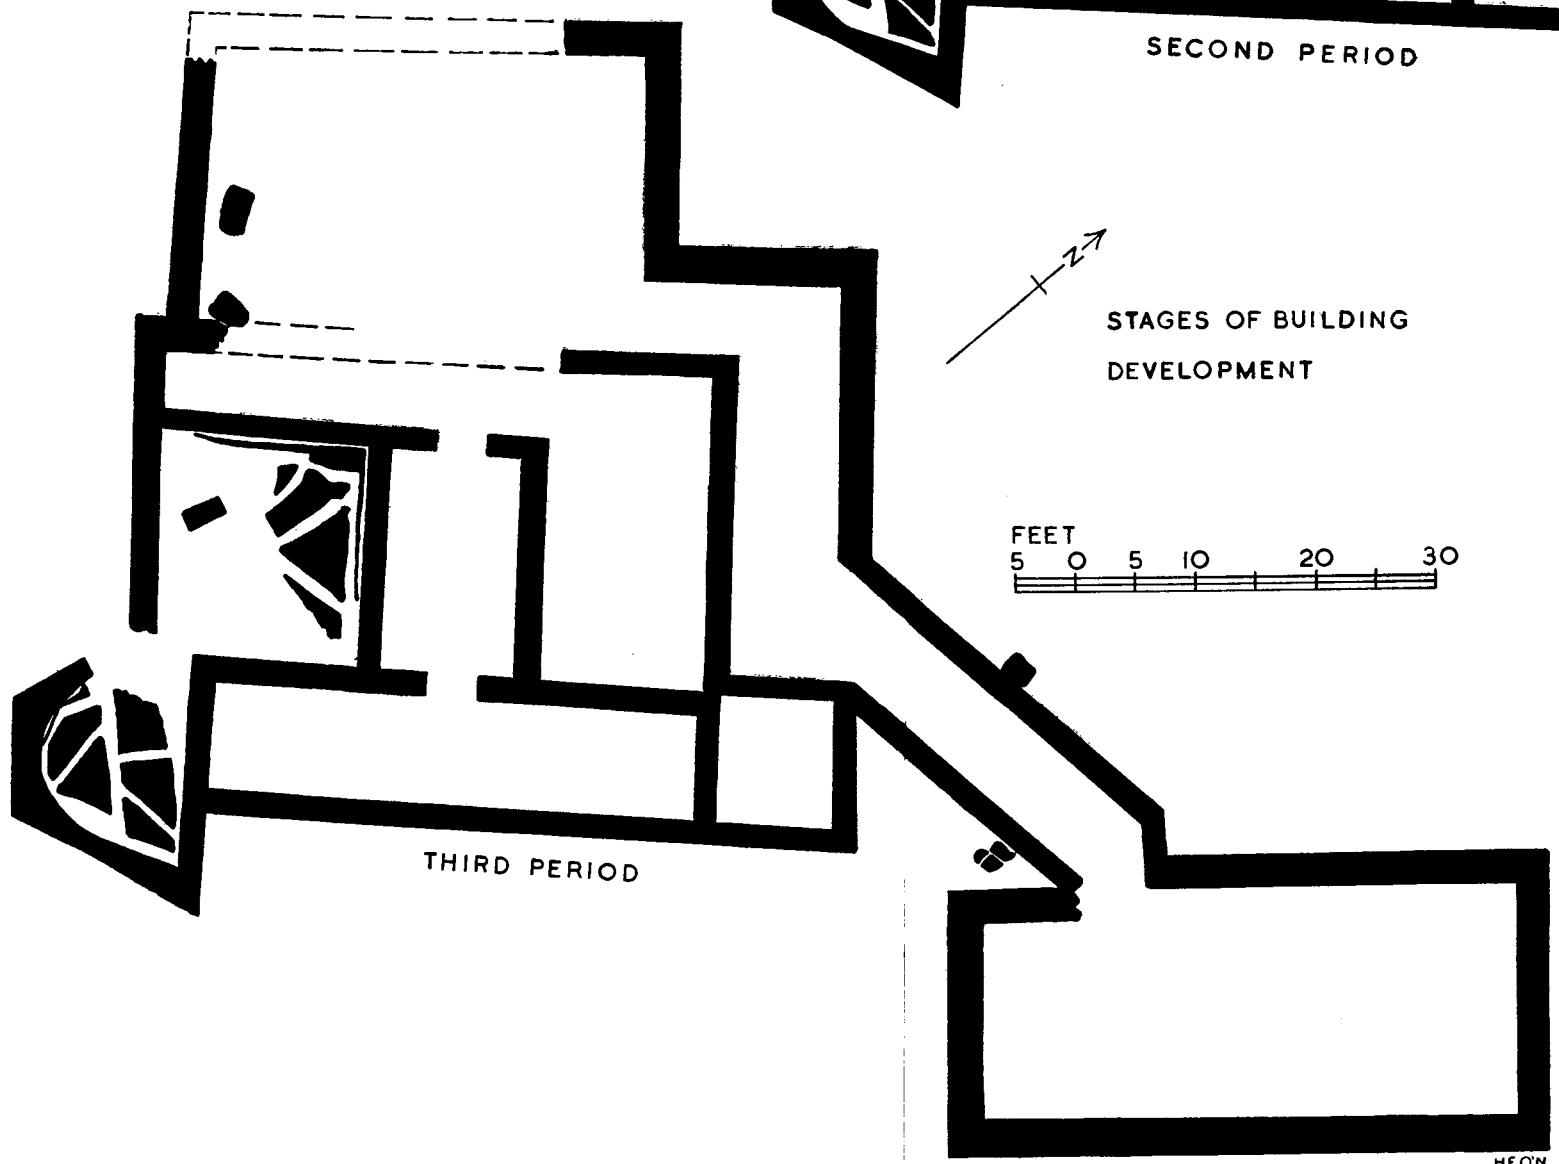 SECOND PERIOD
N
STAGES OF BUILDING
DEVELOPMENT
FEET
5 0 5 10 20 30
THIRD PERIOD